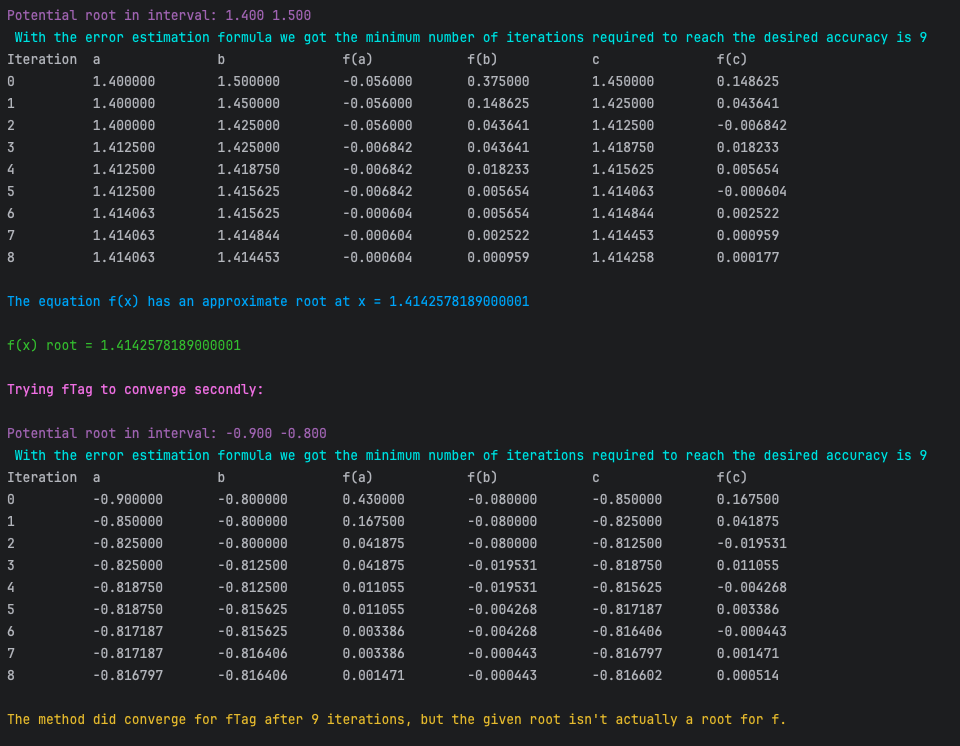 Potential root in interval: 1.400 1.500
With the error estimation formula we got the minimum number of iterations required to reach the desired accuracy is 9
Iteration a b f(a) f(b) c f(c)
0 1.400000 1.500000 -0.056000 0.375000 1.450000 0.148625
1 1.400000 1.450000 -0.056000 0.148625 1.425000 0.043641
2 1.400000 1.425000 -0.056000 0.043641 1.412500 -0.006842
3 1.412500 1.425000 -0.006842 0.043641 1.418750 0.018233
4 1.412500 1.418750 -0.006842 0.018233 1.415625 0.005654
5 1.412500 1.415625 -0.006842 0.005654 1.414063 -0.000604
6 1.414063 1.415625 -0.000604 0.005654 1.414844 0.002522
7 1.414063 1.414844 -0.000604 0.002522 1.414453 0.000959
8 1.414063 1.414453 -0.000604 0.000959 1.414258 0.000177
The equation f(x) has an approximate root at x = 1.4142578189000001
f(x) root = 1.4142578189000001
Trying fTag to converge secondly:
Potential root in interval: -0.900 -0.800
With the error estimation formula we got the minimum number of iterations required to reach the desired accuracy is 9
Iteration a b f(a) f(b) c f(c)
0 -0.900000 -0.800000 0.430000 -0.080000 -0.850000 0.167500
1 -0.850000 -0.800000 0.167500 -0.080000 -0.825000 0.041875
2 -0.825000 -0.800000 0.041875 -0.080000 -0.812500 -0.019531
3 -0.825000 -0.812500 0.041875 -0.019531 -0.818750 0.011055
4 -0.818750 -0.812500 0.011055 -0.019531 -0.815625 -0.004268
5 -0.818750 -0.815625 0.011055 -0.004268 -0.817187 0.003386
6 -0.817187 -0.815625 0.003386 -0.004268 -0.816406 -0.000443
7 -0.817187 -0.816406 0.003386 -0.000443 -0.816797 0.001471
8 -0.816797 -0.816406 0.001471 -0.000443 -0.816602 0.000514
The method did converge for fTag after 9 iterations, but the given root isn't actually a root for f.